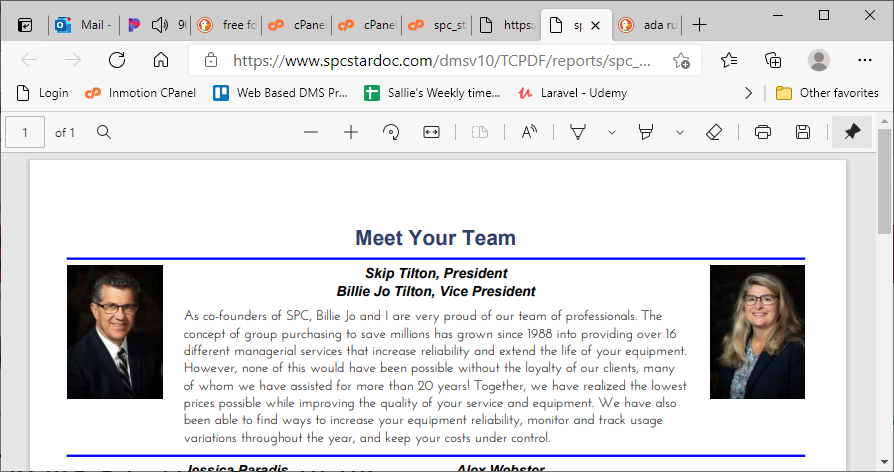 Mail -
free fo
cPane
cPane
spc_st
https:
sp
ada ru
https://www.spcstardoc.com/dmsv10/TCPDF/reports/spc_...
Login
Inmotion CPanel
Web Based DMS Pr...
Sallie's Weekly time...
Laravel - Udemy
Other favorites
1 of 1
Meet Your Team
Skip Tilton, President
Billie Jo Tilton, Vice President
As co-founders of SPC, Billie Jo and I are very proud of our team of professionals. The
concept of group purchasing to save millions has grown since 1988 into providing over 16
different managerial services that increase reliability and extend the life of your equipment.
However, none of this would have been possible without the loyalty of our clients, many
of whom we have assisted for more than 20 years! Together, we have realized the lowest
prices possible while improving the quality of your service and equipment. We have also
been able to find ways to increase your equipment reliability, monitor and track usage
variations throughout the year, and keep your costs under control.
Jessica Paradis
Alex Webster